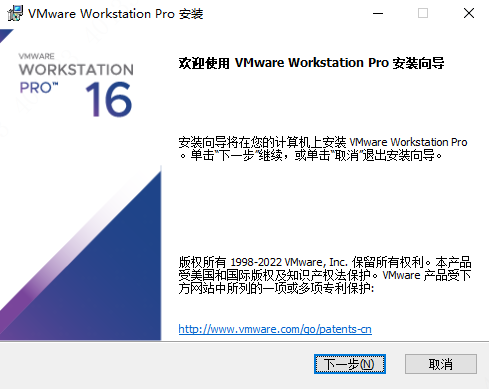 VMware Workstation Pro 安装
VMWARE
WORKSTATION
PRO™ 16
欢迎使用 VMware Workstation Pro 安装向导
安装向导将在您的计算机上安装 VMware Workstation Pro
。单击“下一步”继续，或单击“取消”退出安装向导。
版权所有 1998-2022 VMware, Inc. 保留所有权利。本产品
受美国和国际版权及知识产权法保护。VMware 产品受下
方网站中所列的一项或多项专利保护:
http://www.vmware.com/go/patents-cn
下一步(N)
取消